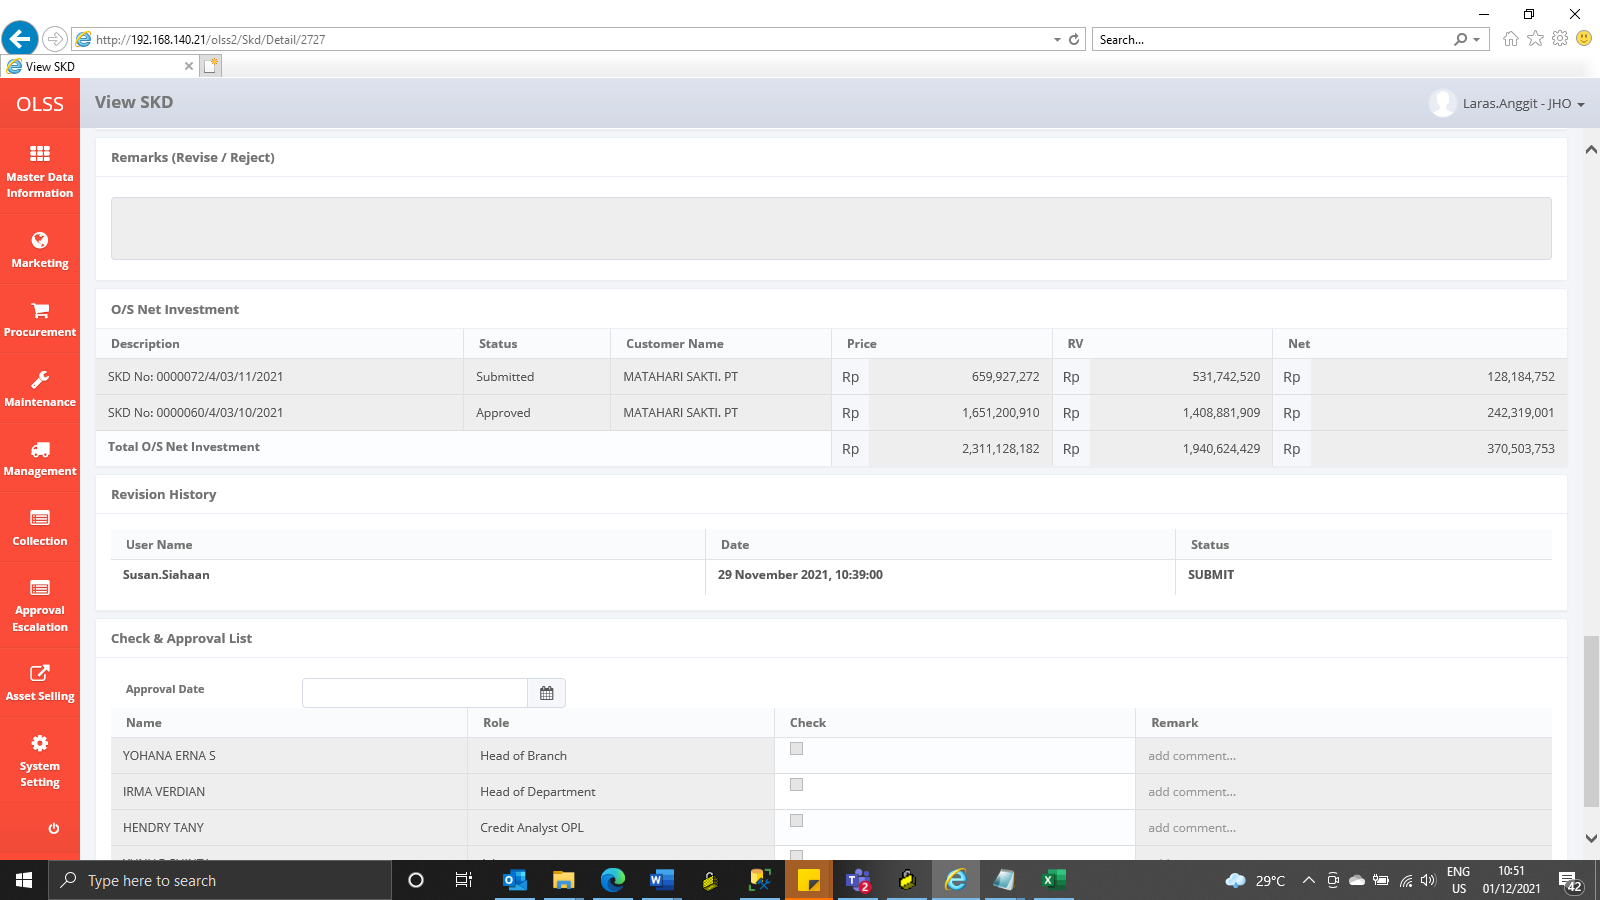 http://192.168.140.21/olss2/Skd/Detail/2727
Search...
View SKD
OLSS
View SKD
Laras.Anggit - JHO
Master Data
Information
Marketing
Procurement
Maintenance
Management
Collection
Approval
Escalation
Asset Selling
System
Setting
Remarks (Revise / Reject)
O/S Net Investment
Description Status Customer Name Price RV Net
SKD No: 0000072/4/03/11/2021 Submitted MATAHARI SAKTI. PT Rp 659,927,272 Rp 531,742,520 Rp 128,184,752
SKD No: 0000060/4/03/10/2021 Approved MATAHARI SAKTI. PT Rp 1,651,200,910 Rp 1,408,881,909 Rp 242,319,001
Total O/S Net Investment Rp 2,311,128,182 Rp 1,940,624,429 Rp 370,503,753
Revision History
User Name Date Status
Susan.Siahaan 29 November 2021, 10:39:00 SUBMIT
Check & Approval List
Approval Date
Name Role Check Remark
YOHANA ERNA S Head of Branch add comment...
IRMA VERDIAN Head of Department add comment...
HENDRY TANY Credit Analyst OPL add comment...
Type here to search
2
29°C
ENG
US
10:51
01/12/2021
42